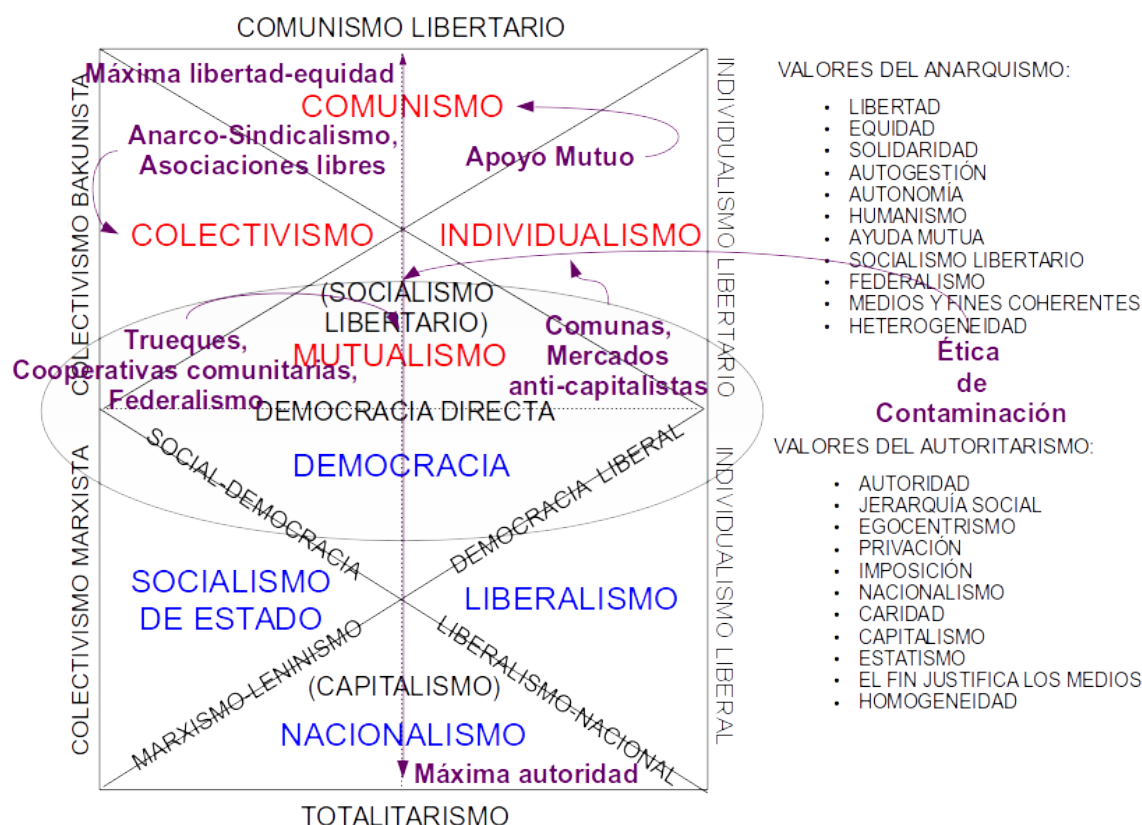 COMUNISMO LIBERTARIO
Máxima libertad-equidad
COMUNISMO
Anarco-Sindicalismo,
Asociaciones libres
Apoyo Mutuo
COLECTIVISMO BAKUNISTA
INDIVIDUALISMO LIBERTARIO
COLECTIVISMO
INDIVIDUALISMO
(SOCIALISMO
LIBERTARIO)
MUTUALISMO
Trueques,
Cooperativas comunitarias,
Federalismo
Comunas,
Mercados
anti-capitalistas
DEMOCRACIA DIRECTA
DEMOCRACIA
SOCIAL-DEMOCRACIA
DEMOCRACIA LIBERAL
COLECTIVISMO MARXISTA
INDIVIDUALISMO LIBERAL
SOCIALISMO
DE ESTADO
LIBERALISMO
MARXISMO-LENINISMO
LIBERALISMO-NACIONAL
(CAPITALISMO)
NACIONALISMO
Máxima autoridad
TOTALITARISMO
VALORES DEL ANARQUISMO:
• LIBERTAD
• EQUIDAD
• SOLIDARIDAD
• AUTOGESTIÓN
• AUTONOMÍA
• HUMANISMO
• AYUDA MUTUA
• SOCIALISMO LIBERTARIO
• FEDERALISMO
• MEDIOS Y FINES COHERENTES
• HETEROGENEIDAD
Ética
de
Contaminación
VALORES DEL AUTORITARISMO:
• AUTORIDAD
• JERARQUÍA SOCIAL
• EGOCENTRISMO
• PRIVACIÓN
• IMPOSICIÓN
• NACIONALISMO
• CARIDAD
• CAPITALISMO
• ESTATISMO
• EL FIN JUSTIFICA LOS MEDIOS
• HOMOGENEIDAD